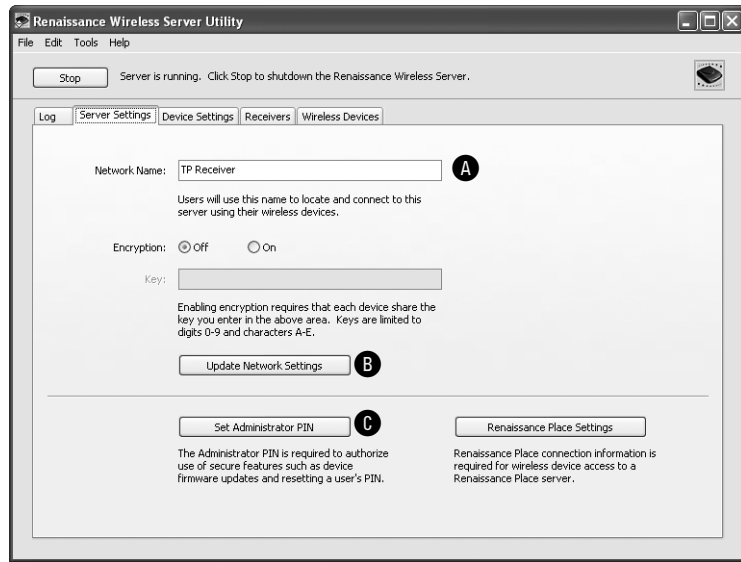 Renaissance Wireless Server Utility
File Edit Tools Help
Stop Server is running. Click Stop to shutdown the Renaissance Wireless Server.
Log Server Settings Device Settings Receivers Wireless Devices
Network Name: TP Receiver A
Users will use this name to locate and connect to this
server using their wireless devices.
Encryption: Off On
Key:
Enabling encryption requires that each device share the
key you enter in the above area. Keys are limited to
digits 0-9 and characters A-E.
Update Network Settings B
Set Administrator PIN C
The Administrator PIN is required to authorize
use of secure features such as device
firmware updates and resetting a user's PIN.
Renaissance Place Settings
Renaissance Place connection information is
required for wireless device access to a
Renaissance Place server.